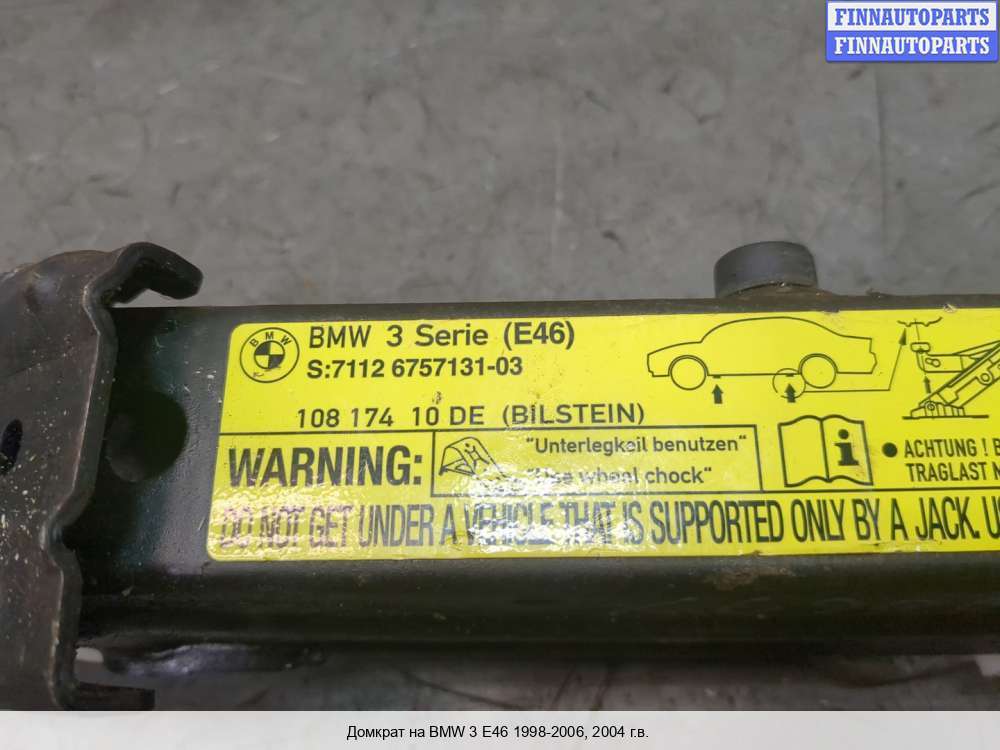 FINNAUTOPARTS
FINNAUTOPARTS
BMW
BMW 3 Serie (E46)
S:7112 6757131-03
108 174 10 DE (BILSTEIN)
WARNING:
"Unterlegkeil benutzen"
"Use wheel chock"
i
● ACHTUNG ! B
TRAGLAST N
DO NOT GET UNDER A VEHICLE THAT IS SUPPORTED ONLY BY A JACK. U
Домкрат на BMW 3 E46 1998-2006, 2004 г.в.